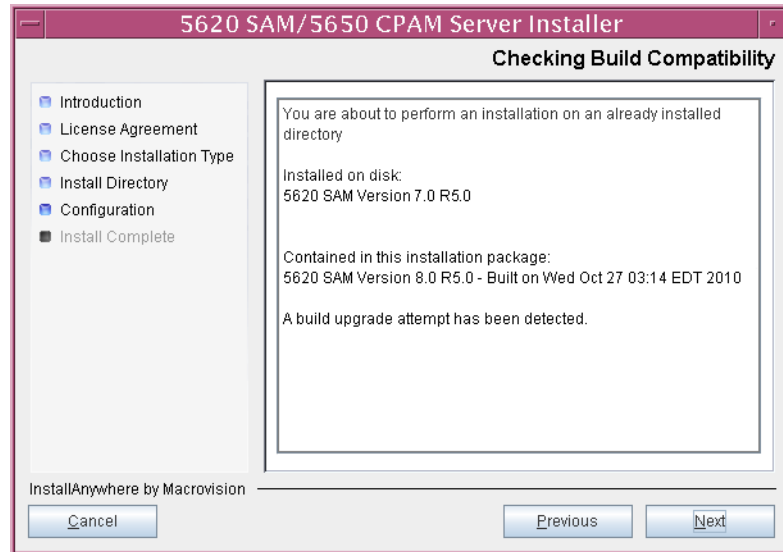 5620 SAM/5650 CPAM Server Installer
Checking Build Compatibility
Introduction
License Agreement
Choose Installation Type
Install Directory
Configuration
Install Complete
You are about to perform an installation on an already installed
directory
Installed on disk:
5620 SAM Version 7.0 R5.0
Contained in this installation package:
5620 SAM Version 8.0 R5.0 - Built on Wed Oct 27 03:14 EDT 2010
A build upgrade attempt has been detected.
InstallAnywhere by Macrovision
Cancel
Previous
Next